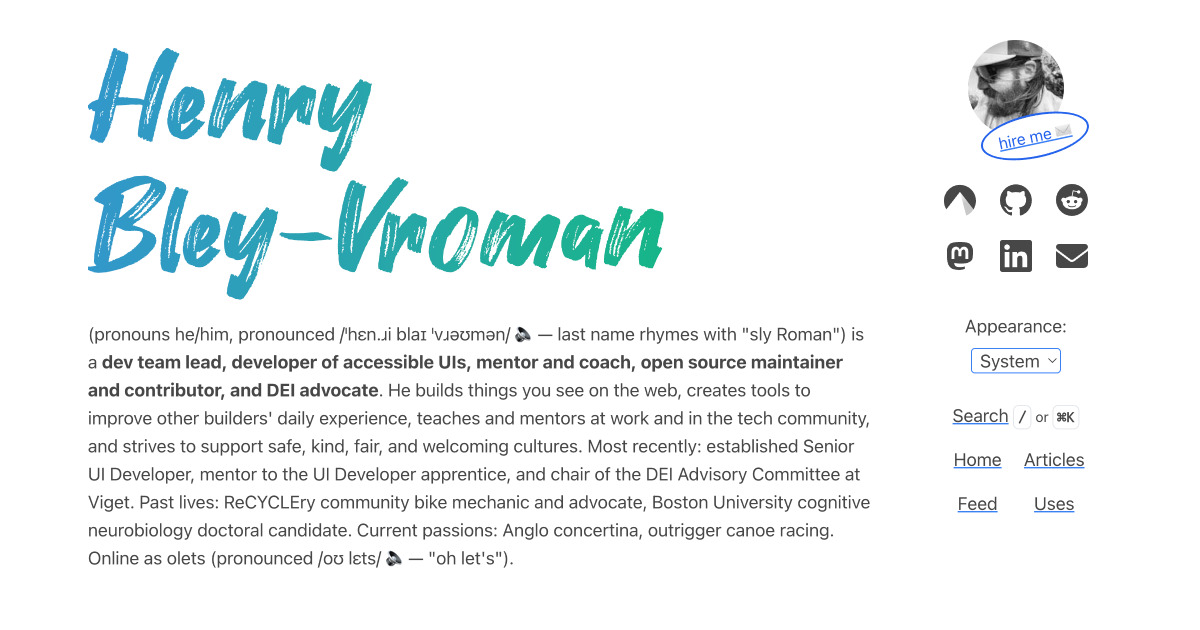 Henry
Bley-Vroman
(pronouns he/him, pronounced /ˈhɛn.ɹi blaɪ ˈvɹəʊmən/ 🔈 — last name rhymes with "sly Roman") is
a dev team lead, developer of accessible UIs, mentor and coach, open source maintainer
and contributor, and DEI advocate. He builds things you see on the web, creates tools to
improve other builders' daily experience, teaches and mentors at work and in the tech community,
and strives to support safe, kind, fair, and welcoming cultures. Most recently: established Senior
UI Developer, mentor to the UI Developer apprentice, and chair of the DEI Advisory Committee at
Viget. Past lives: ReCYCLEry community bike mechanic and advocate, Boston University cognitive
neurobiology doctoral candidate. Current passions: Anglo concertina, outrigger canoe racing.
Online as olets (pronounced /oʊ lɛts/ 🔈 — "oh let's").
hire me ✉️
in
Appearance:
System
Search / or ⌘K
Home Articles
Feed Uses